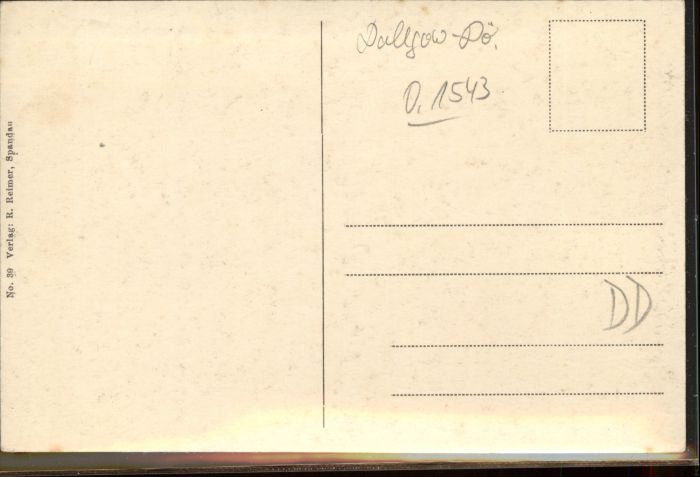 Dallgow-Dö.
D. 1543
No. 39 Verlag: R. Reimer, Spandau
DD